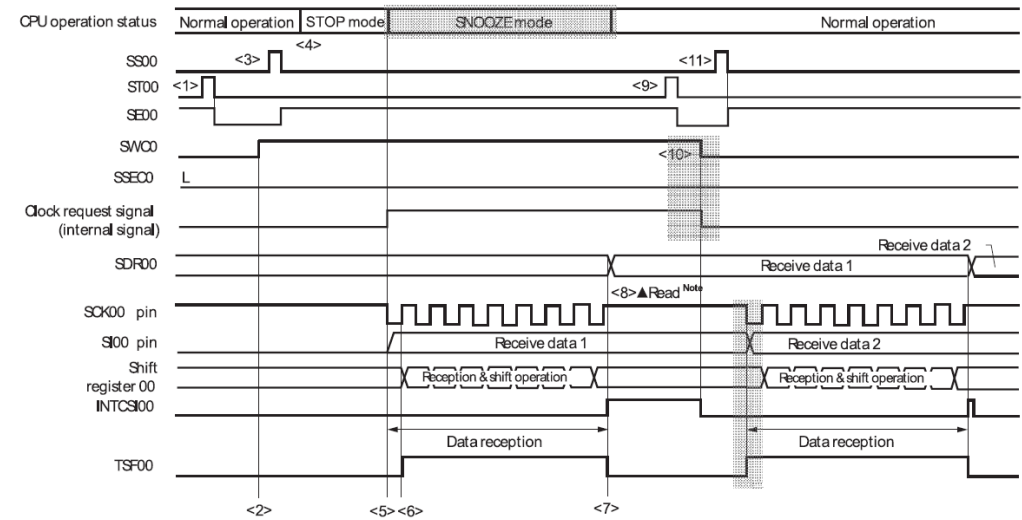 CPU operation status Normal operation STOP mode SNOOZE mode Normal operation
<4>
SS00 <3> <11>
ST00 <1> <9>
SE00
SWC0 <10>
SSEC0 L
Clock request signal
(internal signal)
Receive data 2
SDR00 Receive data 1
<8>▲Read Note
SCK00 pin
SI00 pin Receive data 1 Receive data 2
Shift
register 00 Reception & shift operation Reception & shift operation
INTCSI00
Data reception Data reception
TSF00
<2> <5><6> <7>